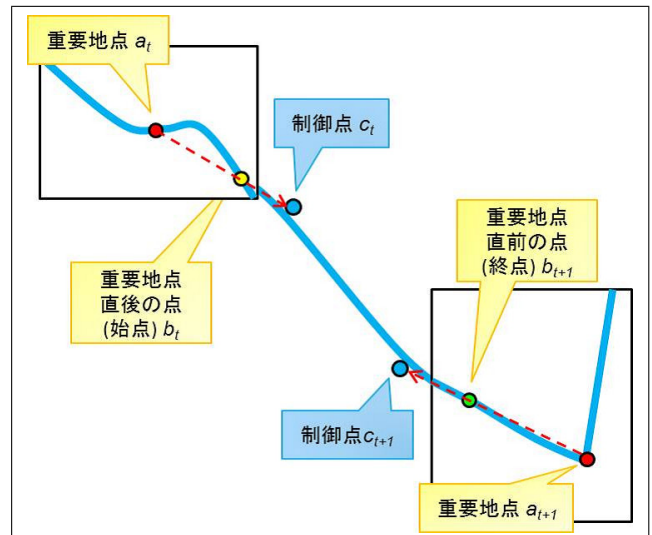 重要地点 at
制御点 ct
重要地点
直後の点
(始点) bt
重要地点
直前の点
(終点) bt+1
制御点ct+1
重要地点 at+1